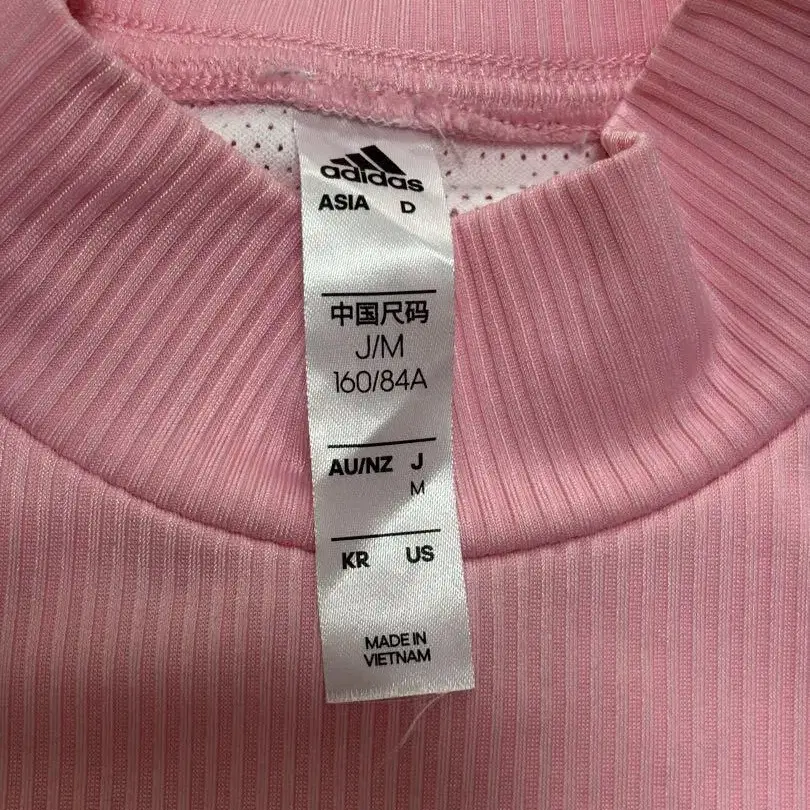 adidas
ASIA D
中国尺码
J/M
160/84A
AU/NZ J
M
KR US
MADE IN
VIETNAM